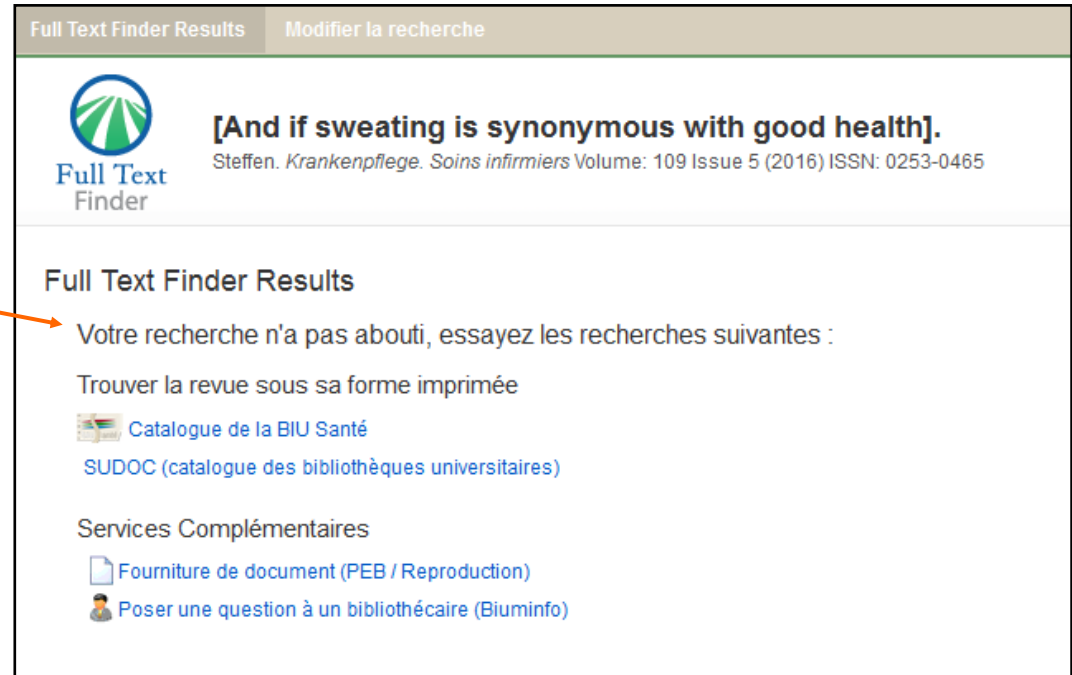 Full Text Finder Results Modifier la recherche
[And if sweating is synonymous with good health].
Steffen. Krankenpflege. Soins infirmiers Volume: 109 Issue 5 (2016) ISSN: 0253-0465
Full Text
Finder
Full Text Finder Results
Votre recherche n'a pas abouti, essayez les recherches suivantes :
Trouver la revue sous sa forme imprimée
Catalogue de la BIU Santé
SUDOC (catalogue des bibliothèques universitaires)
Services Complémentaires
Fourniture de document (PEB / Reproduction)
Poser une question à un bibliothécaire (Biuminfo)